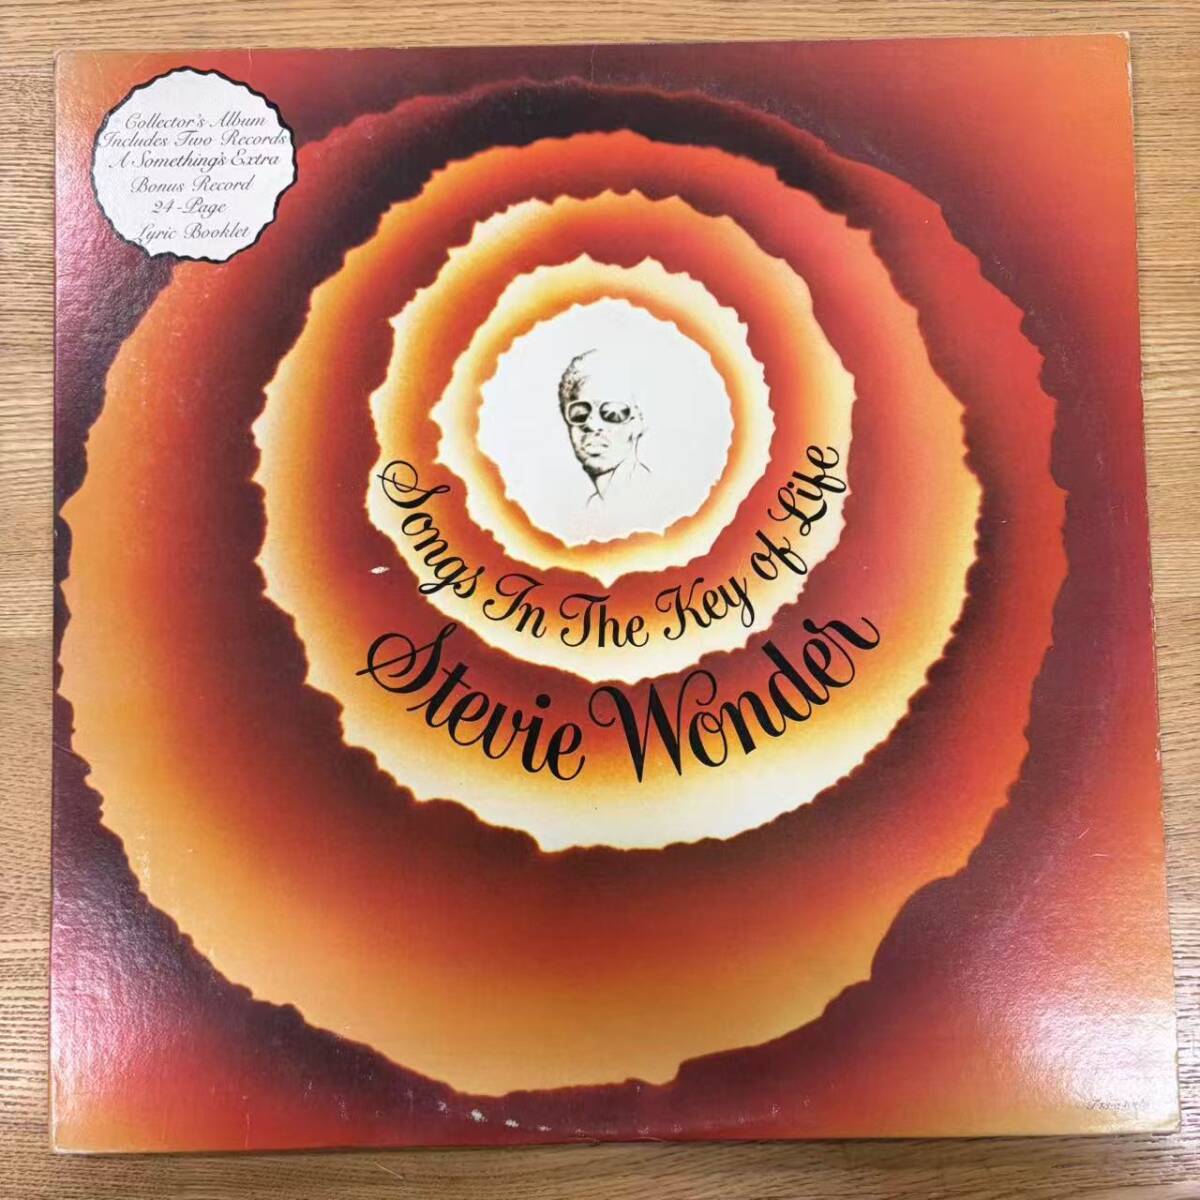 Collector's Album
Includes Two Records
A Something's Extra
Bonus Record
24-Page
Lyric Booklet
Songs In The Key of Life
Stevie Wonder